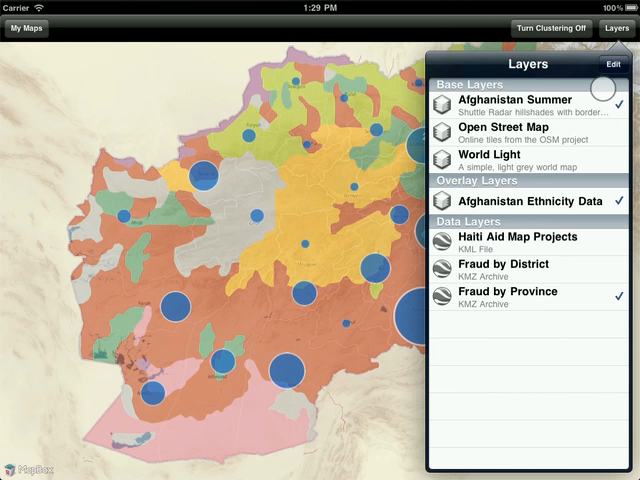 Carrier
1:29 PM
100%
My Maps
Turn Clustering Off
Layers
Layers
Edit
Base Layers
Afghanistan Summer
Shuttle Radar hillshades with border...
Open Street Map
Online tiles from the OSM project
World Light
A simple, light grey world map
Overlay Layers
Afghanistan Ethnicity Data
Data Layers
Haiti Aid Map Projects
KML File
Fraud by District
KMZ Archive
Fraud by Province
KMZ Archive
MapBox